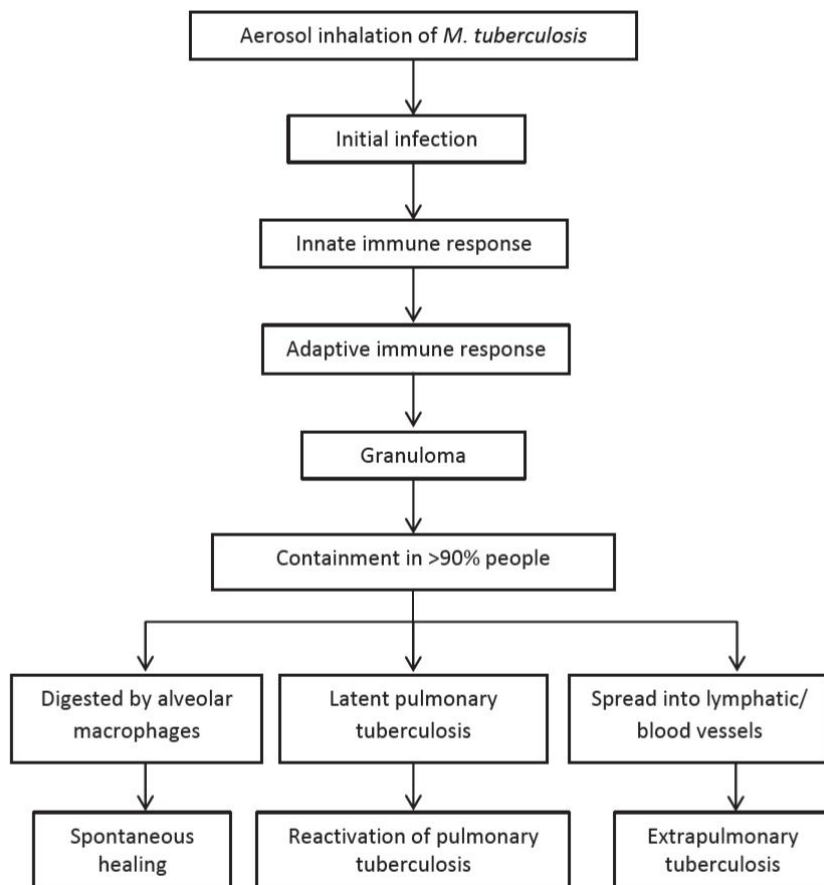 Aerosol inhalation of M. tuberculosis
Initial infection
Innate immune response
Adaptive immune response
Granuloma
Containment in >90% people
Digested by alveolar
macrophages
Latent pulmonary
tuberculosis
Spread into lymphatic/
blood vessels
Spontaneous
healing
Reactivation of pulmonary
tuberculosis
Extrapulmonary
tuberculosis